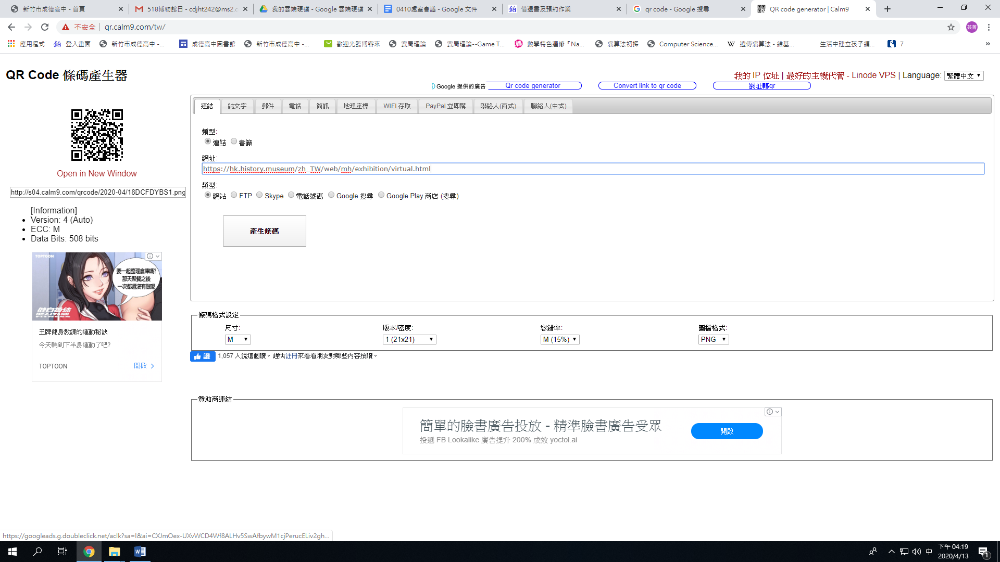 新竹市成德高中 - 首頁
518博物館日 - cdjht242@ms2.c
我的雲端硬碟 - Google 雲端硬碟
0410處室會議 - Google 文件
借還書及預約作業
qr code - Google 搜尋
QR code generator | Calm9
不安全 | qr.calm9.com/tw/
芸菁
應用程式
登入畫面
新竹市成德高中 -...
成德高中圖書館
新竹市成德高中 -...
歡迎光臨博客來
賽局理論
賽局理論--Game T...
數學特色選修『Na...
演算法初探
Computer Science...
遺傳演算法 - 維基...
生活中建立孩子編...
7
QR Code 條碼產生器
我的 IP 位址 | 最好的主機代管 - Linode VPS | Language: 繁體中文
Google 提供的廣告
Qr code generator
Convert link to qr code
網址轉qr
連結
純文字
郵件
電話
簡訊
地理座標
WIFI 存取
PayPal 立即購
聯絡人(西式)
聯絡人(中式)
類型:
連結 書籤
網址:
https://hk.history.museum/zh_TW/web/mh/exhibition/virtual.html
類型:
網站 FTP Skype 電話號碼 Google 搜尋 Google Play 商店 (搜尋)
產生條碼
Open in New Window
http://s04.calm9.com/qrcode/2020-04/18DCFDYBS1.png
[Information]
Version: 4 (Auto)
ECC: M
Data Bits: 508 bits
TOPTOON
要一起整理倉庫嗎?
那天聚餐之後
一次都還沒有做呢
健身教練
王牌健身教練的運動秘訣
今天輪到下半身運動了吧?
TOPTOON
開啟
條碼格式設定
尺寸:
版本/密度:
容錯率:
圖檔格式:
M
1 (21x21)
M (15%)
PNG
讚
1,057 人說這個讚。趕快註冊來看看朋友對哪些內容按讚。
贊助商連結
簡單的臉書廣告投放 - 精準臉書廣告受眾
投遞 FB Lookalike 廣告提升 200% 成效 yoctol.ai
開啟
https://googleads.g.doubleclick.net/aclk?sa=l&ai=CXJmOex-UXvWCD4Wf8ALHv5SwAfbywM1cjPerucELiv2gh...
中
下午 04:19
2020/4/13
1